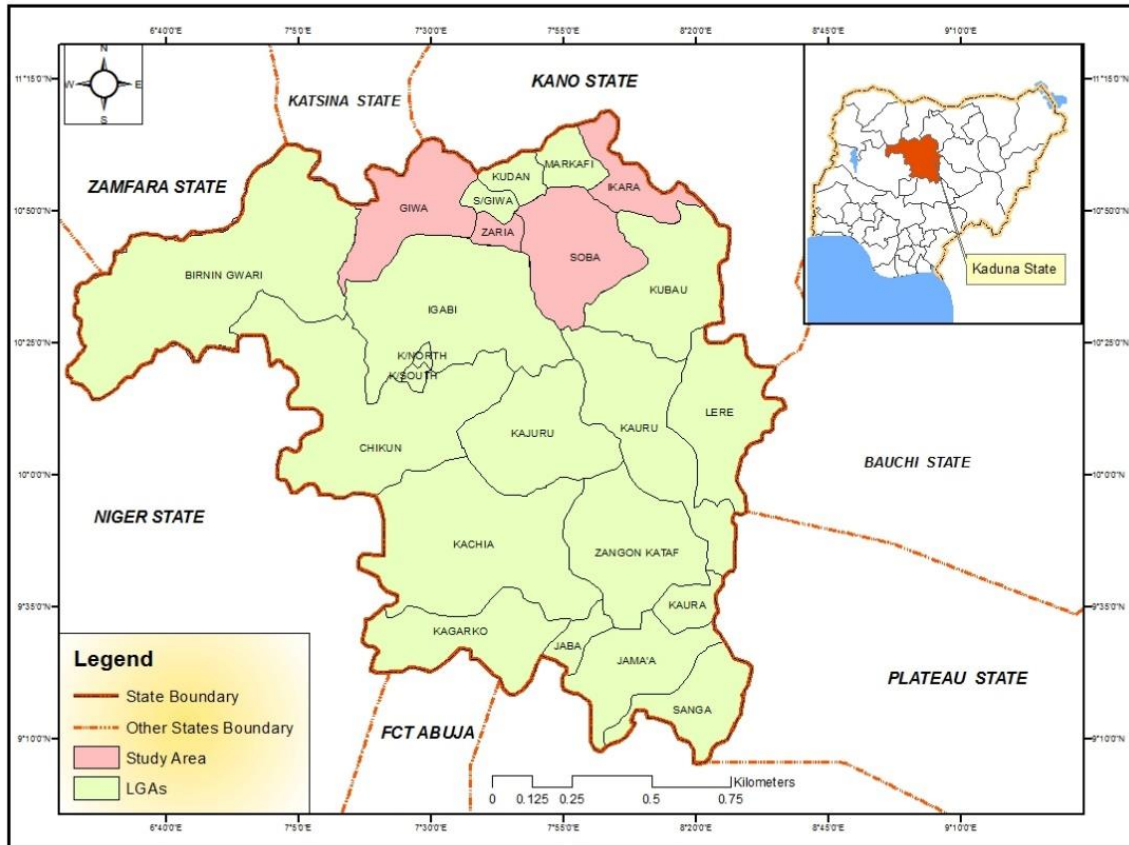 6°40'0"E 7°5'0"E 7°30'0"E 7°55'0"E 8°20'0"E 8°45'0"E 9°10'0"E
N
W E
S
11°15'0"N 11°15'0"N
KANO STATE
KATSINA STATE
ZAMFARA STATE
MARKAFI
KUDAN
IKARA
S/GIWA
GIWA
10°50'0"N 10°50'0"N
ZARIA
SOBA
Kaduna State
BIRNIN GWARI
KUBAU
IGABI
10°25'0"N 10°25'0"N
K/NORTH
K/SOUTH
LERE
KAJURU
KAURU
CHIKUN
BAUCHI STATE
10°0'0"N 10°0'0"N
NIGER STATE
KACHIA
ZANGON KATAF
9°35'0"N 9°35'0"N
KAURA
KAGARKO
JABA
JAMA'A
PLATEAU STATE
SANGA
FCT ABUJA
9°10'0"N 9°10'0"N
Legend
State Boundary
Other States Boundary
Study Area
LGAs
Kilometers
0 0.125 0.25 0.5 0.75
6°40'0"E 7°5'0"E 7°30'0"E 7°55'0"E 8°20'0"E 8°45'0"E 9°10'0"E